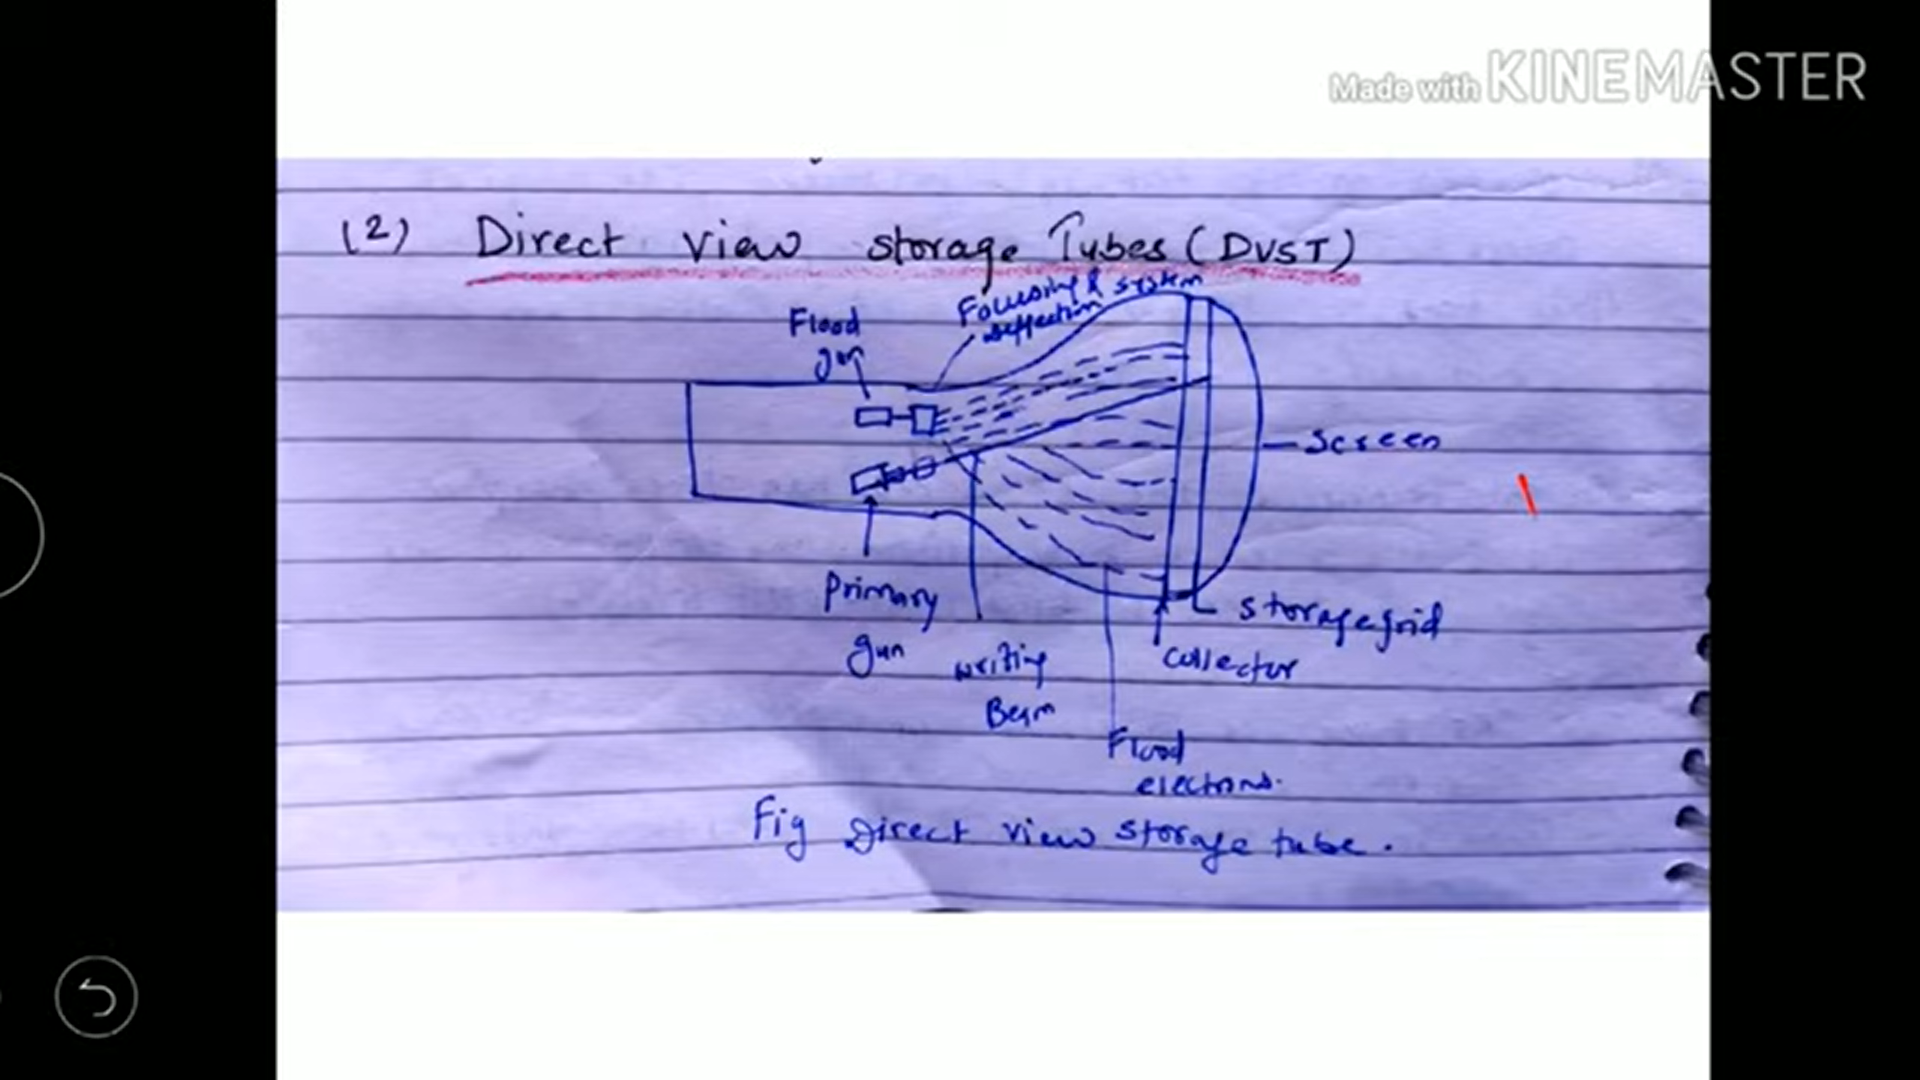 Made with KINEMASTER
(2) Direct view storage Tubes (DVST)
Focusing & system
deflection
Flood
gun
Screen
Primary
gun
storage grid
collector
writing
Beam
Flood
electrons.
Fig Direct view storage tube.